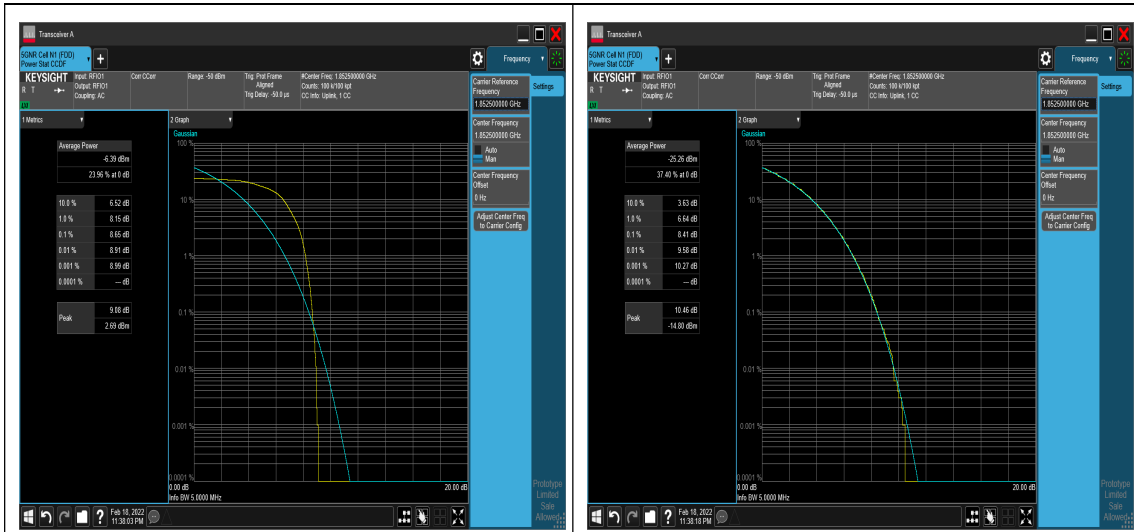 Transceiver A
5GNR Cell N1 (FDD)
Power Stat CCDF
+
Frequency
KEYSIGHT
R T
Input: RFIO1
Output: RFIO1
Coupling: AC
Corr CCorr
Range: -50 dBm
Trig: Prot Frame
Aligned
Trig Delay: -50.0 µs
#Center Freq: 1.852500000 GHz
Counts: 100 k/100 kpt
CC Info: Uplink, 1 CC
Carrier Reference
Frequency
1.852500000 GHz
Settings
Center Frequency
1.852500000 GHz
Auto
Man
Center Frequency
Offset
0 Hz
Adjust Center Freq
to Carrier Config
1 Metrics
Average Power
-6.39 dBm
23.96 % at 0 dB
10.0 % 6.52 dB
1.0 % 8.15 dB
0.1 % 8.65 dB
0.01 % 8.91 dB
0.001 % 8.99 dB
0.0001 % --- dB
Peak
9.08 dB
2.69 dBm
2 Graph
Gaussian
100 %
10 %
1 %
0.1 %
0.01 %
0.001 %
0.0001 %
0.00 dB
20.00 dB
Info BW 5.0000 MHz
Prototype
Limited
Sale
Allowed
?
Feb 18, 2022
11:38:03 PM
Transceiver A
5GNR Cell N1 (FDD)
Power Stat CCDF
+
Frequency
KEYSIGHT
R T
Input: RFIO1
Output: RFIO1
Coupling: AC
Corr CCorr
Range: -50 dBm
Trig: Prot Frame
Aligned
Trig Delay: -50.0 µs
#Center Freq: 1.852500000 GHz
Counts: 100 k/100 kpt
CC Info: Uplink, 1 CC
Carrier Reference
Frequency
1.852500000 GHz
Settings
Center Frequency
1.852500000 GHz
Auto
Man
Center Frequency
Offset
0 Hz
Adjust Center Freq
to Carrier Config
1 Metrics
Average Power
-25.26 dBm
37.40 % at 0 dB
10.0 % 3.63 dB
1.0 % 6.64 dB
0.1 % 8.41 dB
0.01 % 9.58 dB
0.001 % 10.27 dB
0.0001 % --- dB
Peak
10.46 dB
-14.80 dBm
2 Graph
Gaussian
100 %
10 %
1 %
0.1 %
0.01 %
0.001 %
0.0001 %
0.00 dB
20.00 dB
Info BW 5.0000 MHz
Prototype
Limited
Sale
Allowed
?
Feb 18, 2022
11:38:18 PM